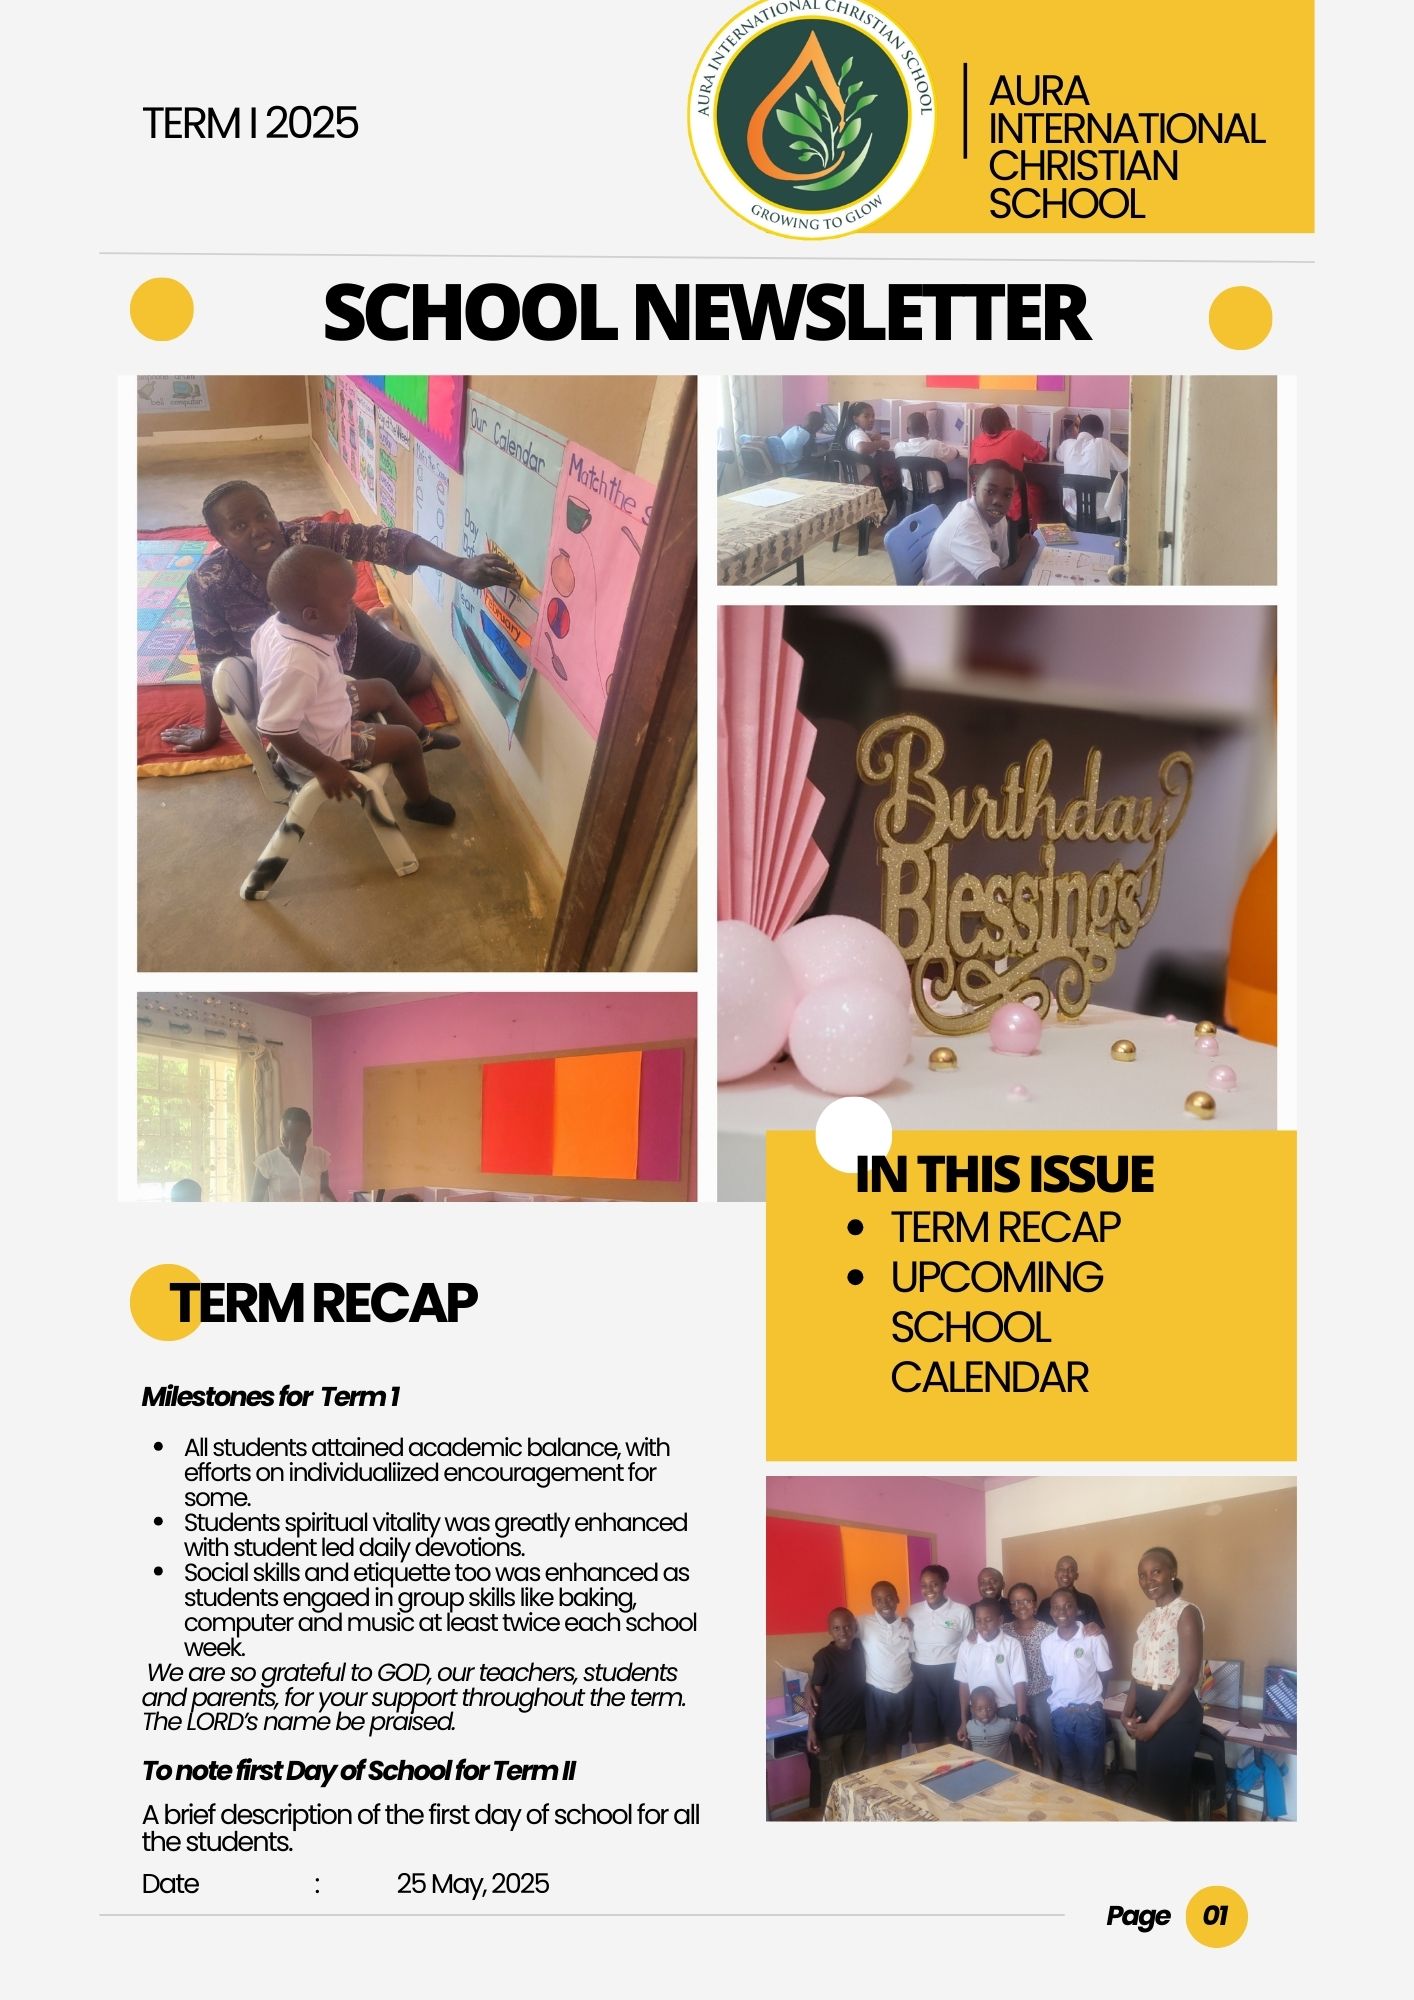 TERM I 2025
AURA INTERNATIONAL CHRISTIAN SCHOOL
GROWING TO GLOW
AURA
INTERNATIONAL
CHRISTIAN
SCHOOL
SCHOOL NEWSLETTER
bell computer
Our Calendar
Match the
Day
17th
February
Birthday
Blessings
IN THIS ISSUE
• TERM RECAP
• UPCOMING
SCHOOL
CALENDAR
TERM RECAP
Milestones for Term 1
• All students attained academic balance, with
efforts on individualiized encouragement for
some.
• Students spiritual vitality was greatly enhanced
with student led daily devotions.
• Social skills and etiquette too was enhanced as
students engaed in group skills like baking,
computer and music at least twice each school
week.
We are so grateful to GOD, our teachers, students
and parents, for your support throughout the term.
The LORD’s name be praised.
To note first Day of School for Term II
A brief description of the first day of school for all
the students.
Date : 25 May, 2025
Page 01